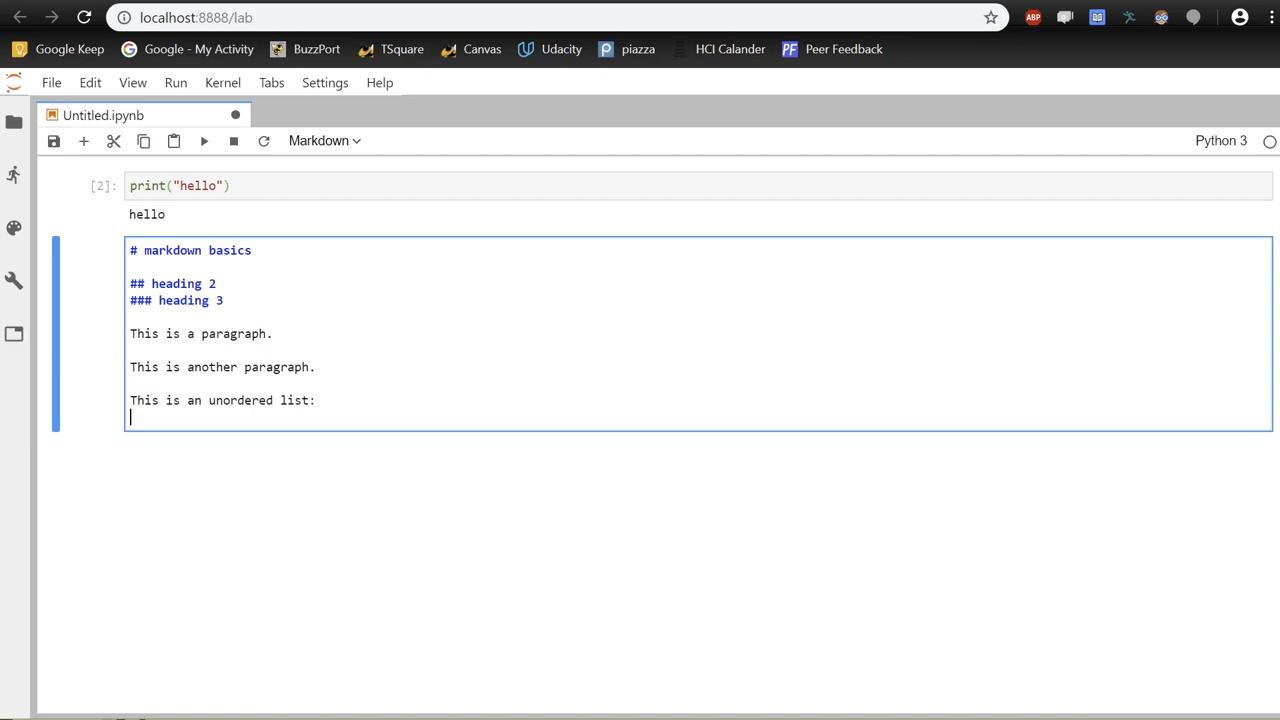 localhost:8888/lab
ABP
Google Keep
Google - My Activity
BuzzPort
TSquare
Canvas
Udacity
piazza
HCI Calander
PF
Peer Feedback
File Edit View Run Kernel Tabs Settings Help
Untitled.ipynb
Markdown
Python 3
[2]: print("hello")
hello
# markdown basics
## heading 2
### heading 3
This is a paragraph.
This is another paragraph.
This is an unordered list: